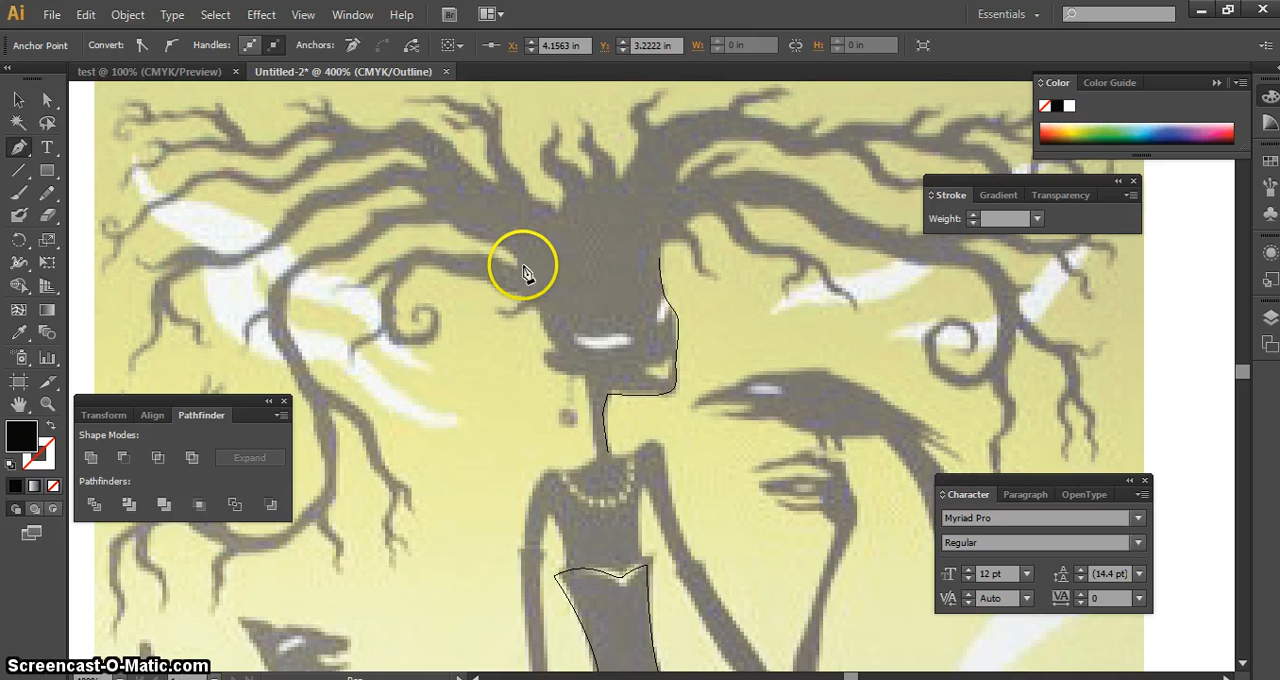 Ai File Edit Object Type Select Effect View Window Help Br Essentials
Anchor Point Convert: Handles: Anchors: X: 4.1563 in Y: 3.2222 in W: 0 in H: 0 in
test @ 100% (CMYK/Preview) × Untitled-2* @ 400% (CMYK/Outline) ×
Color Color Guide
Stroke Gradient Transparency
Weight:
Transform Align Pathfinder
Shape Modes:
Expand
Pathfinders:
Character Paragraph OpenType
Myriad Pro
Regular
12 pt (14.4 pt)
Auto 0
Screencast-O-Matic.com